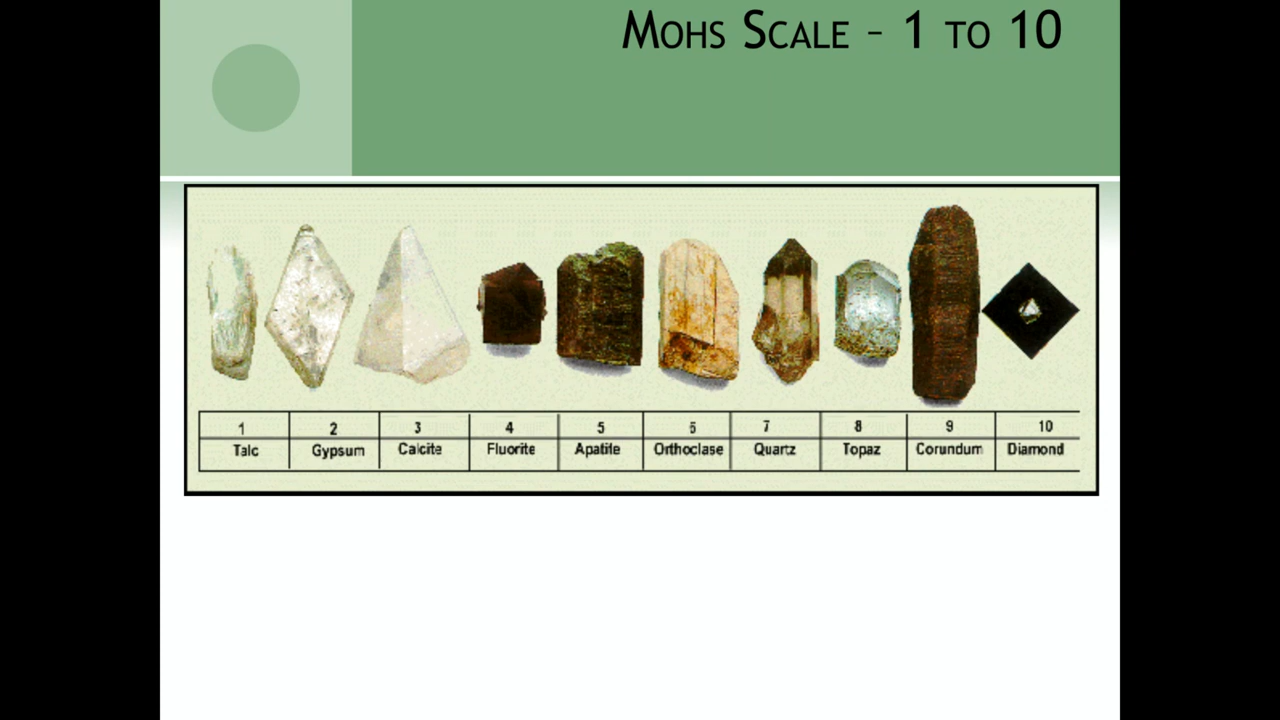 Mohs Scale – 1 to 10
1 2 3 4 5 6 7 8 9 10
Talc Gypsum Calcite Fluorite Apatite Orthoclase Quartz Topaz Corundum Diamond